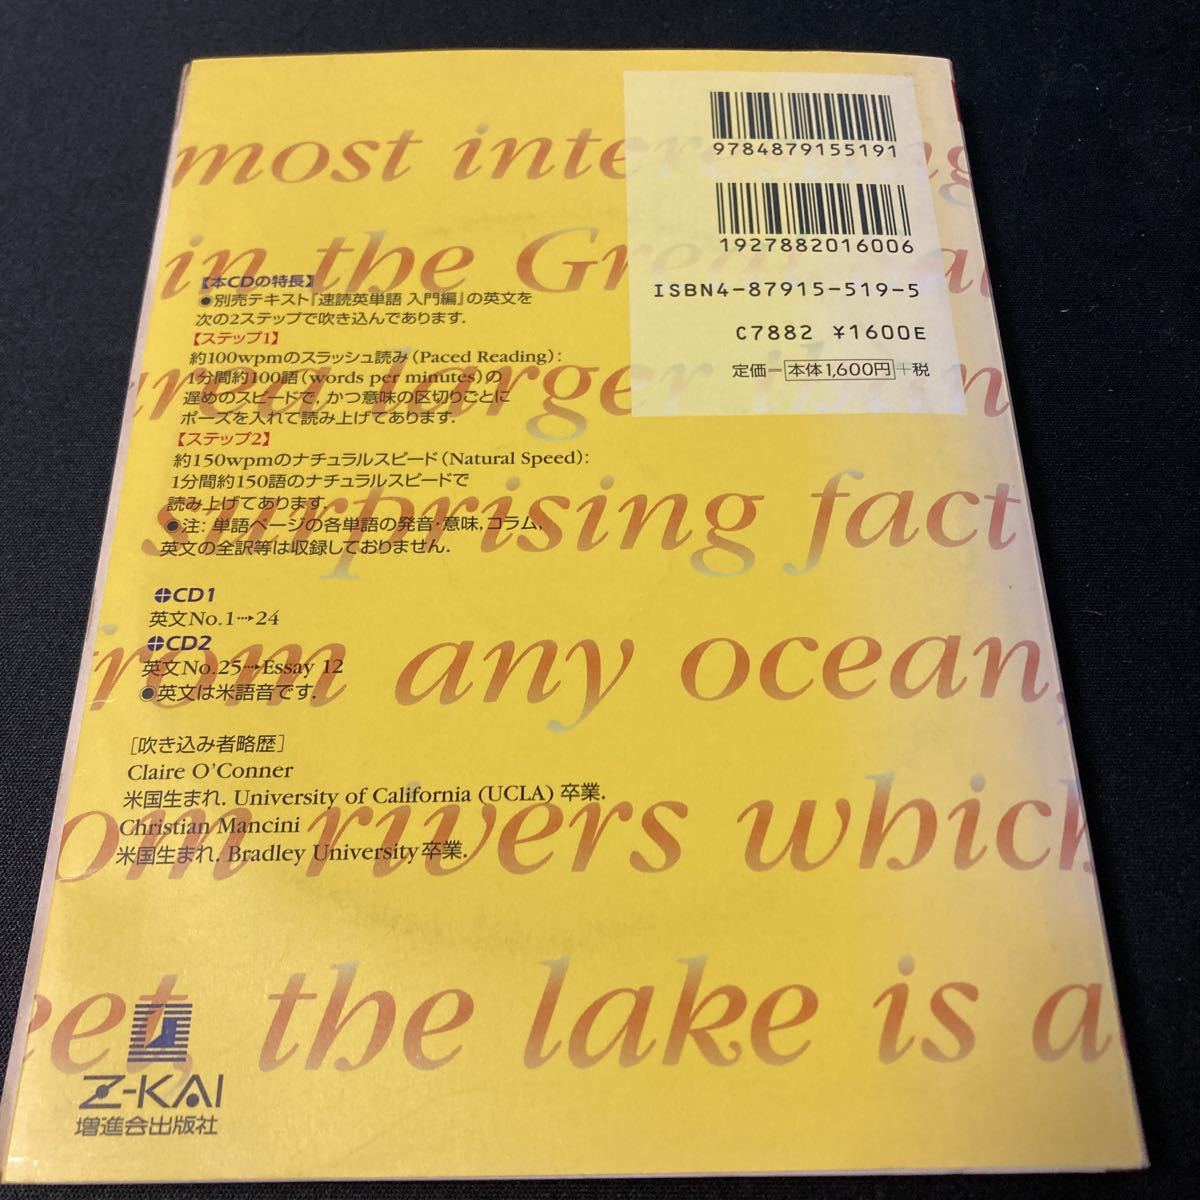 most interesting
in the Great
area larger than
surprising fact
from any ocean,
from rivers which
feet, the lake is a
9784879155191
1927882016006
ISBN4-87915-519-5
C7882 ¥1600E
定価―本体1,600円+税
【本CDの特長】
●別売テキスト『速読英単語 入門編』の英文を
次の2ステップで吹き込んであります.
【ステップ1】
約100wpmのスラッシュ読み(Paced Reading):
1分間約100語(words per minutes)の
遅めのスピードで, かつ意味の区切りごとに
ポーズを入れて読み上げてあります.
【ステップ2】
約150wpmのナチュラルスピード(Natural Speed):
1分間約150語のナチュラルスピードで
読み上げてあります.
●注: 単語ページの各単語の発音・意味, コラム,
英文の全訳等は収録しておりません.
CD1
英文No.1…→24
CD2
英文No.25…→Essay 12
●英文は米語音です.
[吹き込み者略歴]
Claire O'Conner
米国生まれ. University of California (UCLA) 卒業.
Christian Mancini
米国生まれ. Bradley University卒業.
Z-KAI
増進会出版社